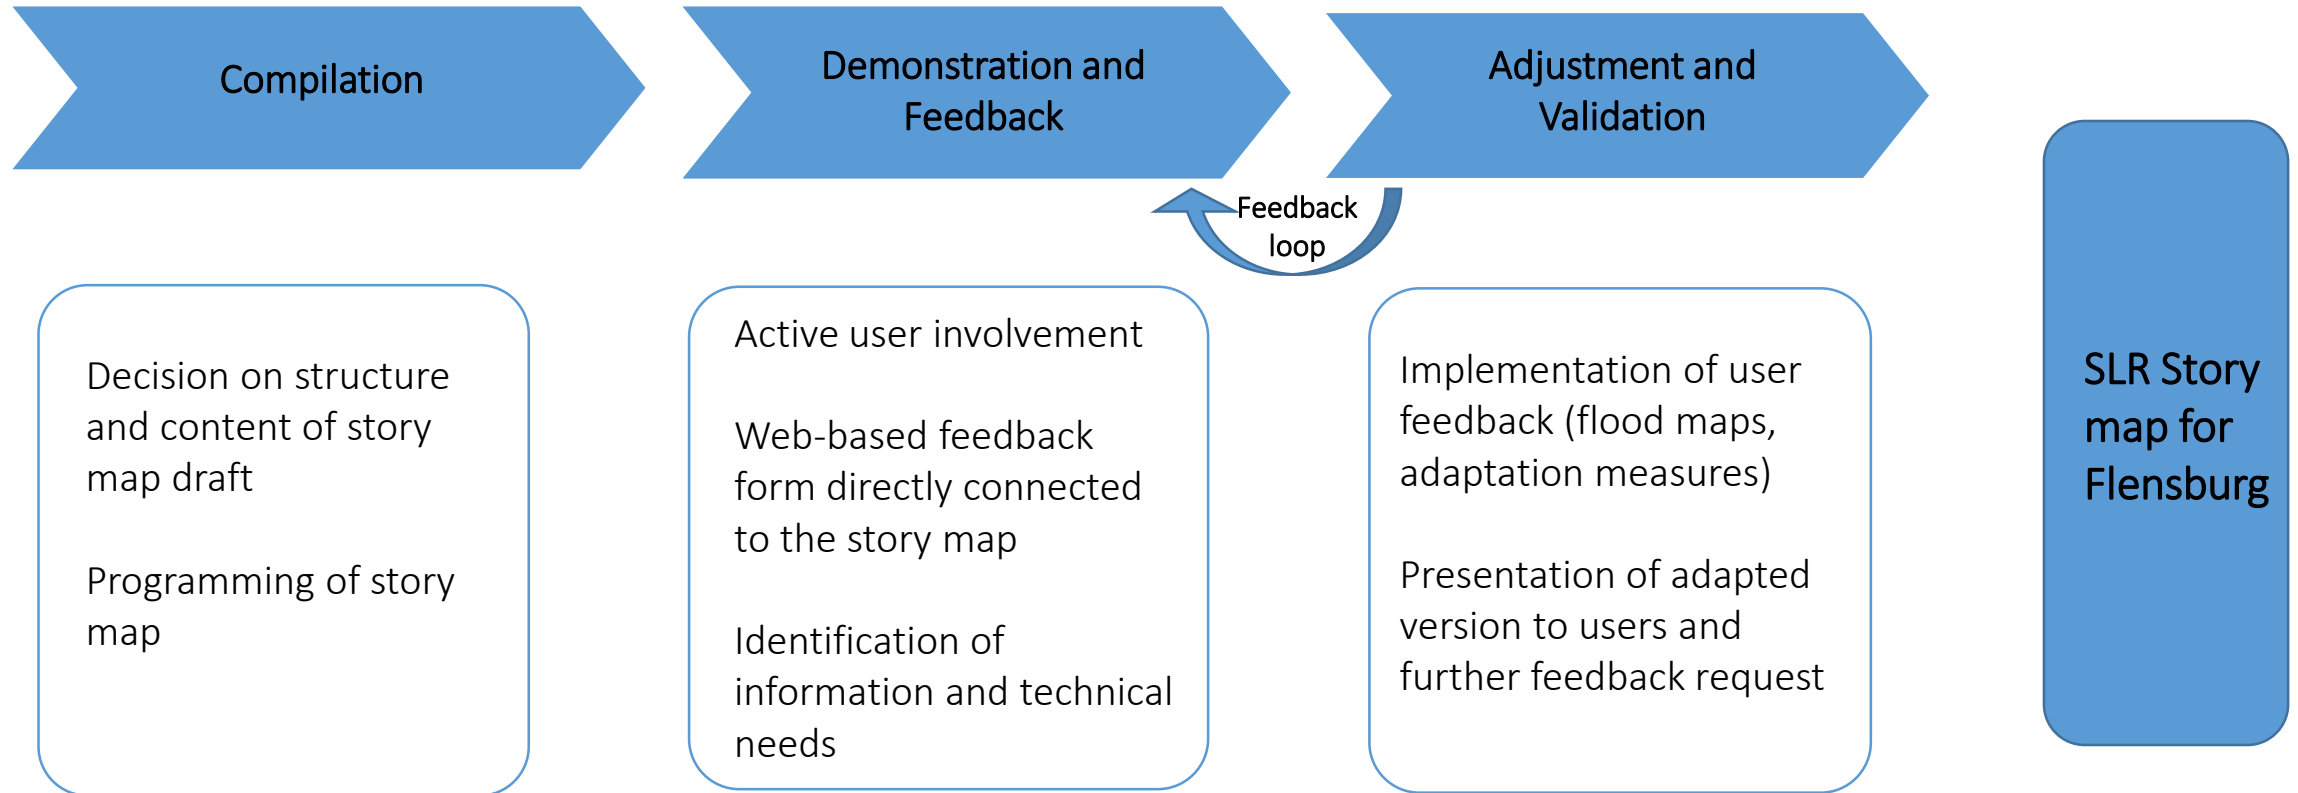 Compilation
Demonstration and
Feedback
Adjustment and
Validation
Feedback
loop
Decision on structure
and content of story
map draft
Programming of story
map
Active user involvement
Web-based feedback
form directly connected
to the story map
Identification of
information and technical
needs
Implementation of user
feedback (flood maps,
adaptation measures)
Presentation of adapted
version to users and
further feedback request
SLR Story
map for
Flensburg